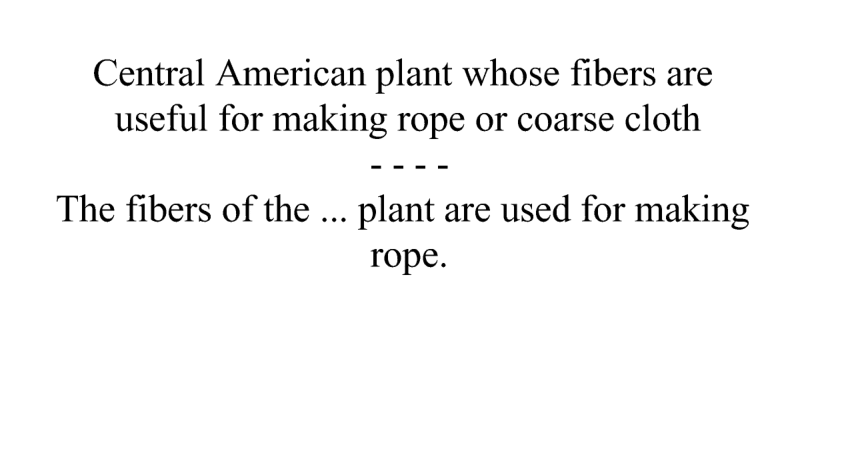 Central American plant whose fibers are
useful for making rope or coarse cloth
- - - -
The fibers of the ... plant are used for making
rope.